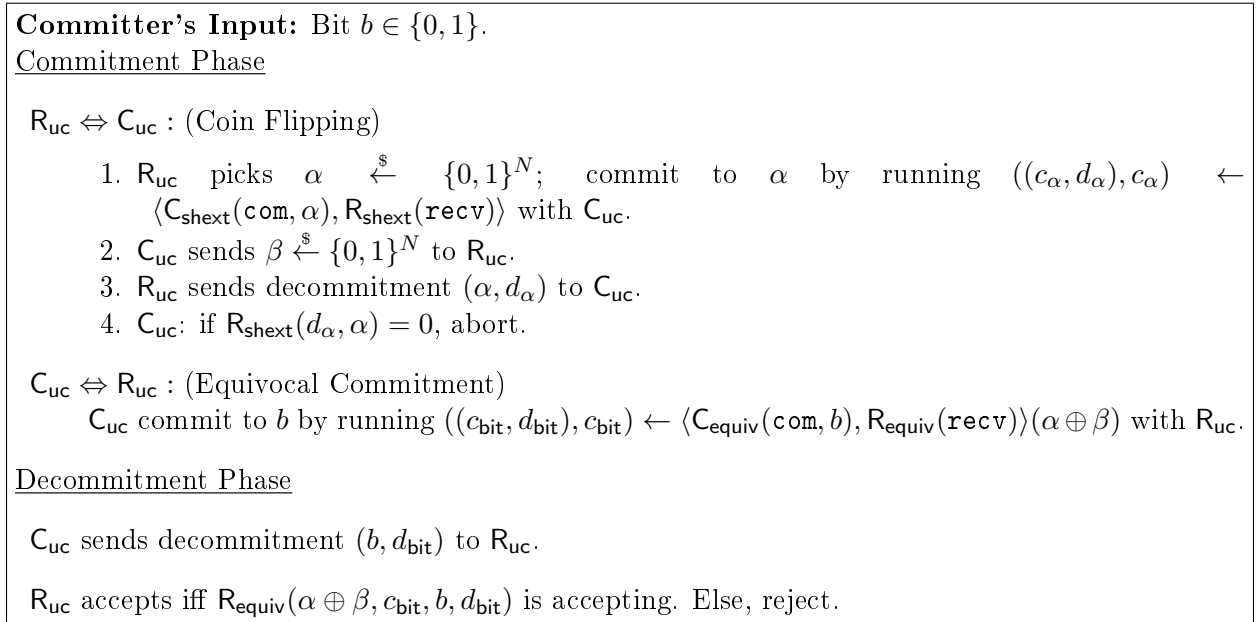 Committer's Input: Bit b ∈ {0, 1}.
Commitment Phase
R_uc ⇔ C_uc : (Coin Flipping)
1. R_uc picks α ←^$ {0, 1}^N; commit to α by running ((c_α, d_α), c_α) ←
⟨C_shext(com, α), R_shext(recv)⟩ with C_uc.
2. C_uc sends β ←^$ {0, 1}^N to R_uc.
3. R_uc sends decommitment (α, d_α) to C_uc.
4. C_uc: if R_shext(d_α, α) = 0, abort.
C_uc ⇔ R_uc : (Equivocal Commitment)
C_uc commit to b by running ((c_bit, d_bit), c_bit) ← ⟨C_equiv(com, b), R_equiv(recv)⟩(α ⊕ β) with R_uc.
Decommitment Phase
C_uc sends decommitment (b, d_bit) to R_uc.
R_uc accepts iff R_equiv(α ⊕ β, c_bit, b, d_bit) is accepting. Else, reject.